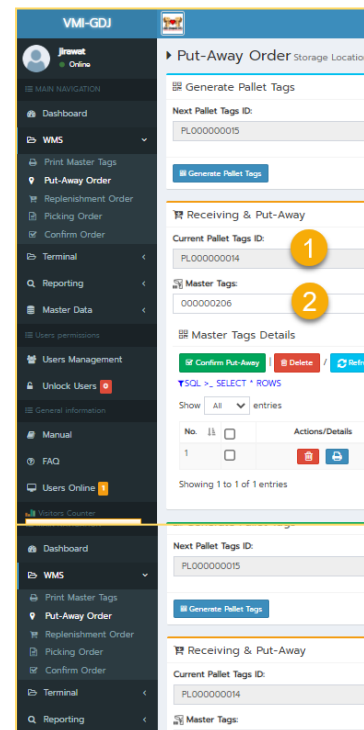 VMI-GDJ
jirawat
Online
MAIN NAVIGATION
Dashboard
WMS
Print Master Tags
Put-Away Order
Replenishment Order
Picking Order
Confirm Order
Terminal
Reporting
Master Data
Users permissions
Users Management
Unlock Users 0
General information
Manual
FAQ
Users Online 1
Visitors Counter
Put-Away Order Storage Location
Generate Pallet Tags
Next Pallet Tags ID:
PL000000015
Generate Pallet Tags
Receiving & Put-Away
Current Pallet Tags ID:
PL000000014
1
Master Tags:
000000206
2
Master Tags Details
Confirm Put-Away | Delete / Refre
SQL >_ SELECT * ROWS
Show All entries
No. Actions/Details
1
Showing 1 to 1 of 1 entries
Dashboard
WMS
Print Master Tags
Put-Away Order
Replenishment Order
Picking Order
Confirm Order
Terminal
Reporting
Next Pallet Tags ID:
PL000000015
Generate Pallet Tags
Receiving & Put-Away
Current Pallet Tags ID:
PL000000014
Master Tags: